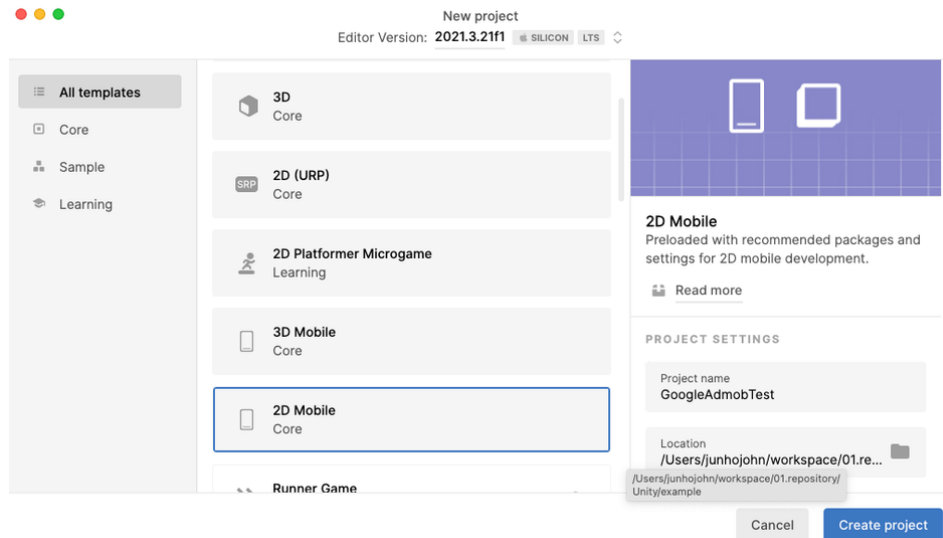 New project
Editor Version: 2021.3.21f1 SILICON LTS
All templates
Core
Sample
Learning
3D
Core
SRP
2D (URP)
Core
2D Platformer Microgame
Learning
3D Mobile
Core
2D Mobile
Core
Runner Game
2D Mobile
Preloaded with recommended packages and
settings for 2D mobile development.
Read more
PROJECT SETTINGS
Project name
GoogleAdmobTest
Location
/Users/junhojohn/workspace/01.re...
/Users/junhojohn/workspace/01.repository/
Unity/example
Cancel
Create project